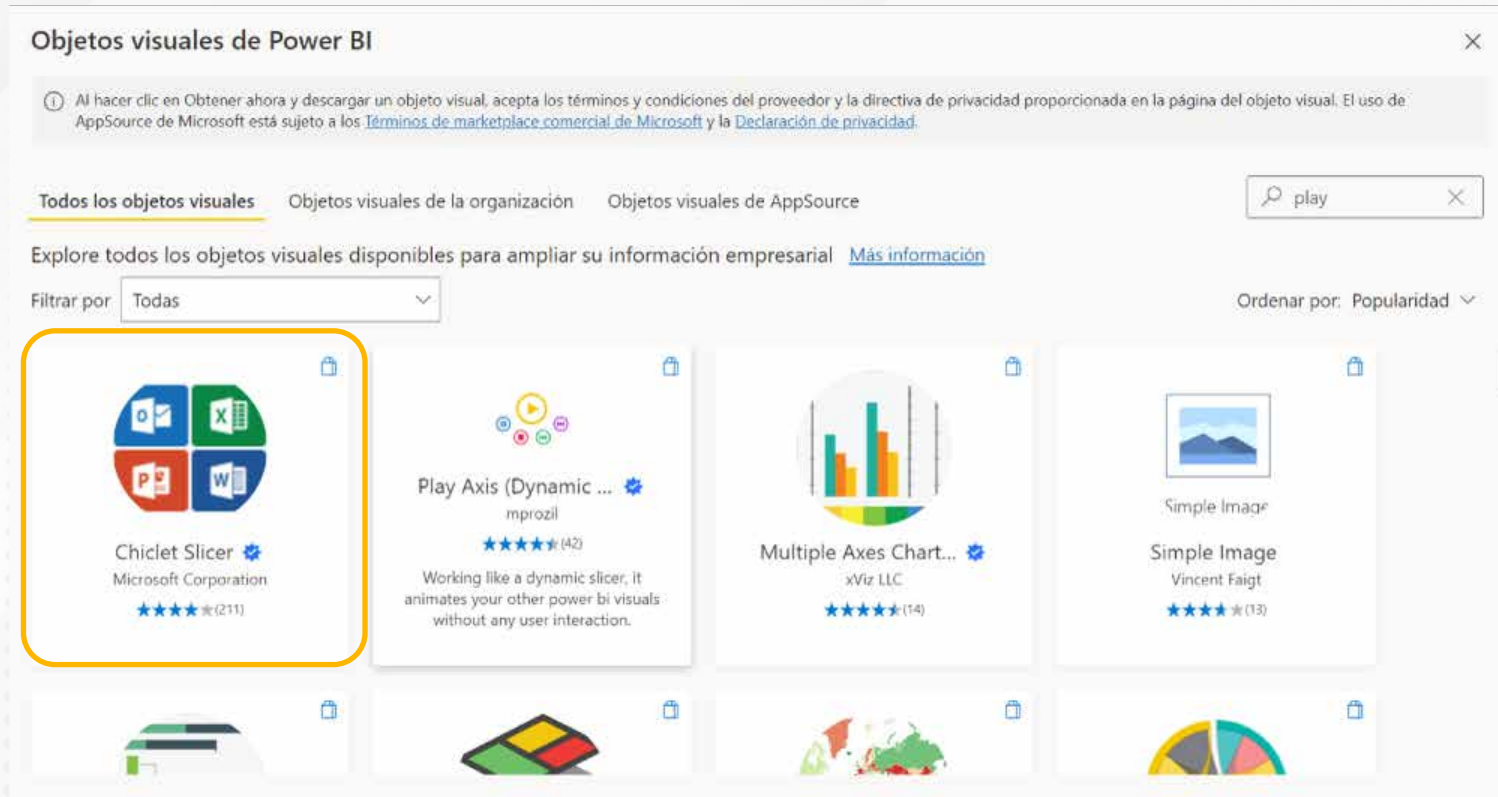 Objetos visuales de Power BI
Al hacer clic en Obtener ahora y descargar un objeto visual, acepta los términos y condiciones del proveedor y la directiva de privacidad proporcionada en la página del objeto visual. El uso de
AppSource de Microsoft está sujeto a los Términos de marketplace comercial de Microsoft y la Declaración de privacidad.
Todos los objetos visuales
Objetos visuales de la organización
Objetos visuales de AppSource
play
Explore todos los objetos visuales disponibles para ampliar su información empresarial Más información
Filtrar por
Todas
Ordenar por: Popularidad
O
X
P
W
Chiclet Slicer
Microsoft Corporation
(211)
Play Axis (Dynamic ...
mprozil
(42)
Working like a dynamic slicer, it
animates your other power bi visuals
without any user interaction.
Multiple Axes Chart...
xViz LLC
(14)
Simple Image
Simple Image
Vincent Faigt
(13)